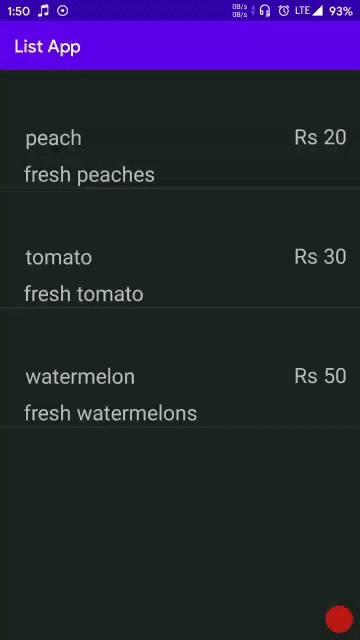 1:50 0B/s 0B/s LTE 93%
List App
peach Rs 20
fresh peaches
tomato Rs 30
fresh tomato
watermelon Rs 50
fresh watermelons